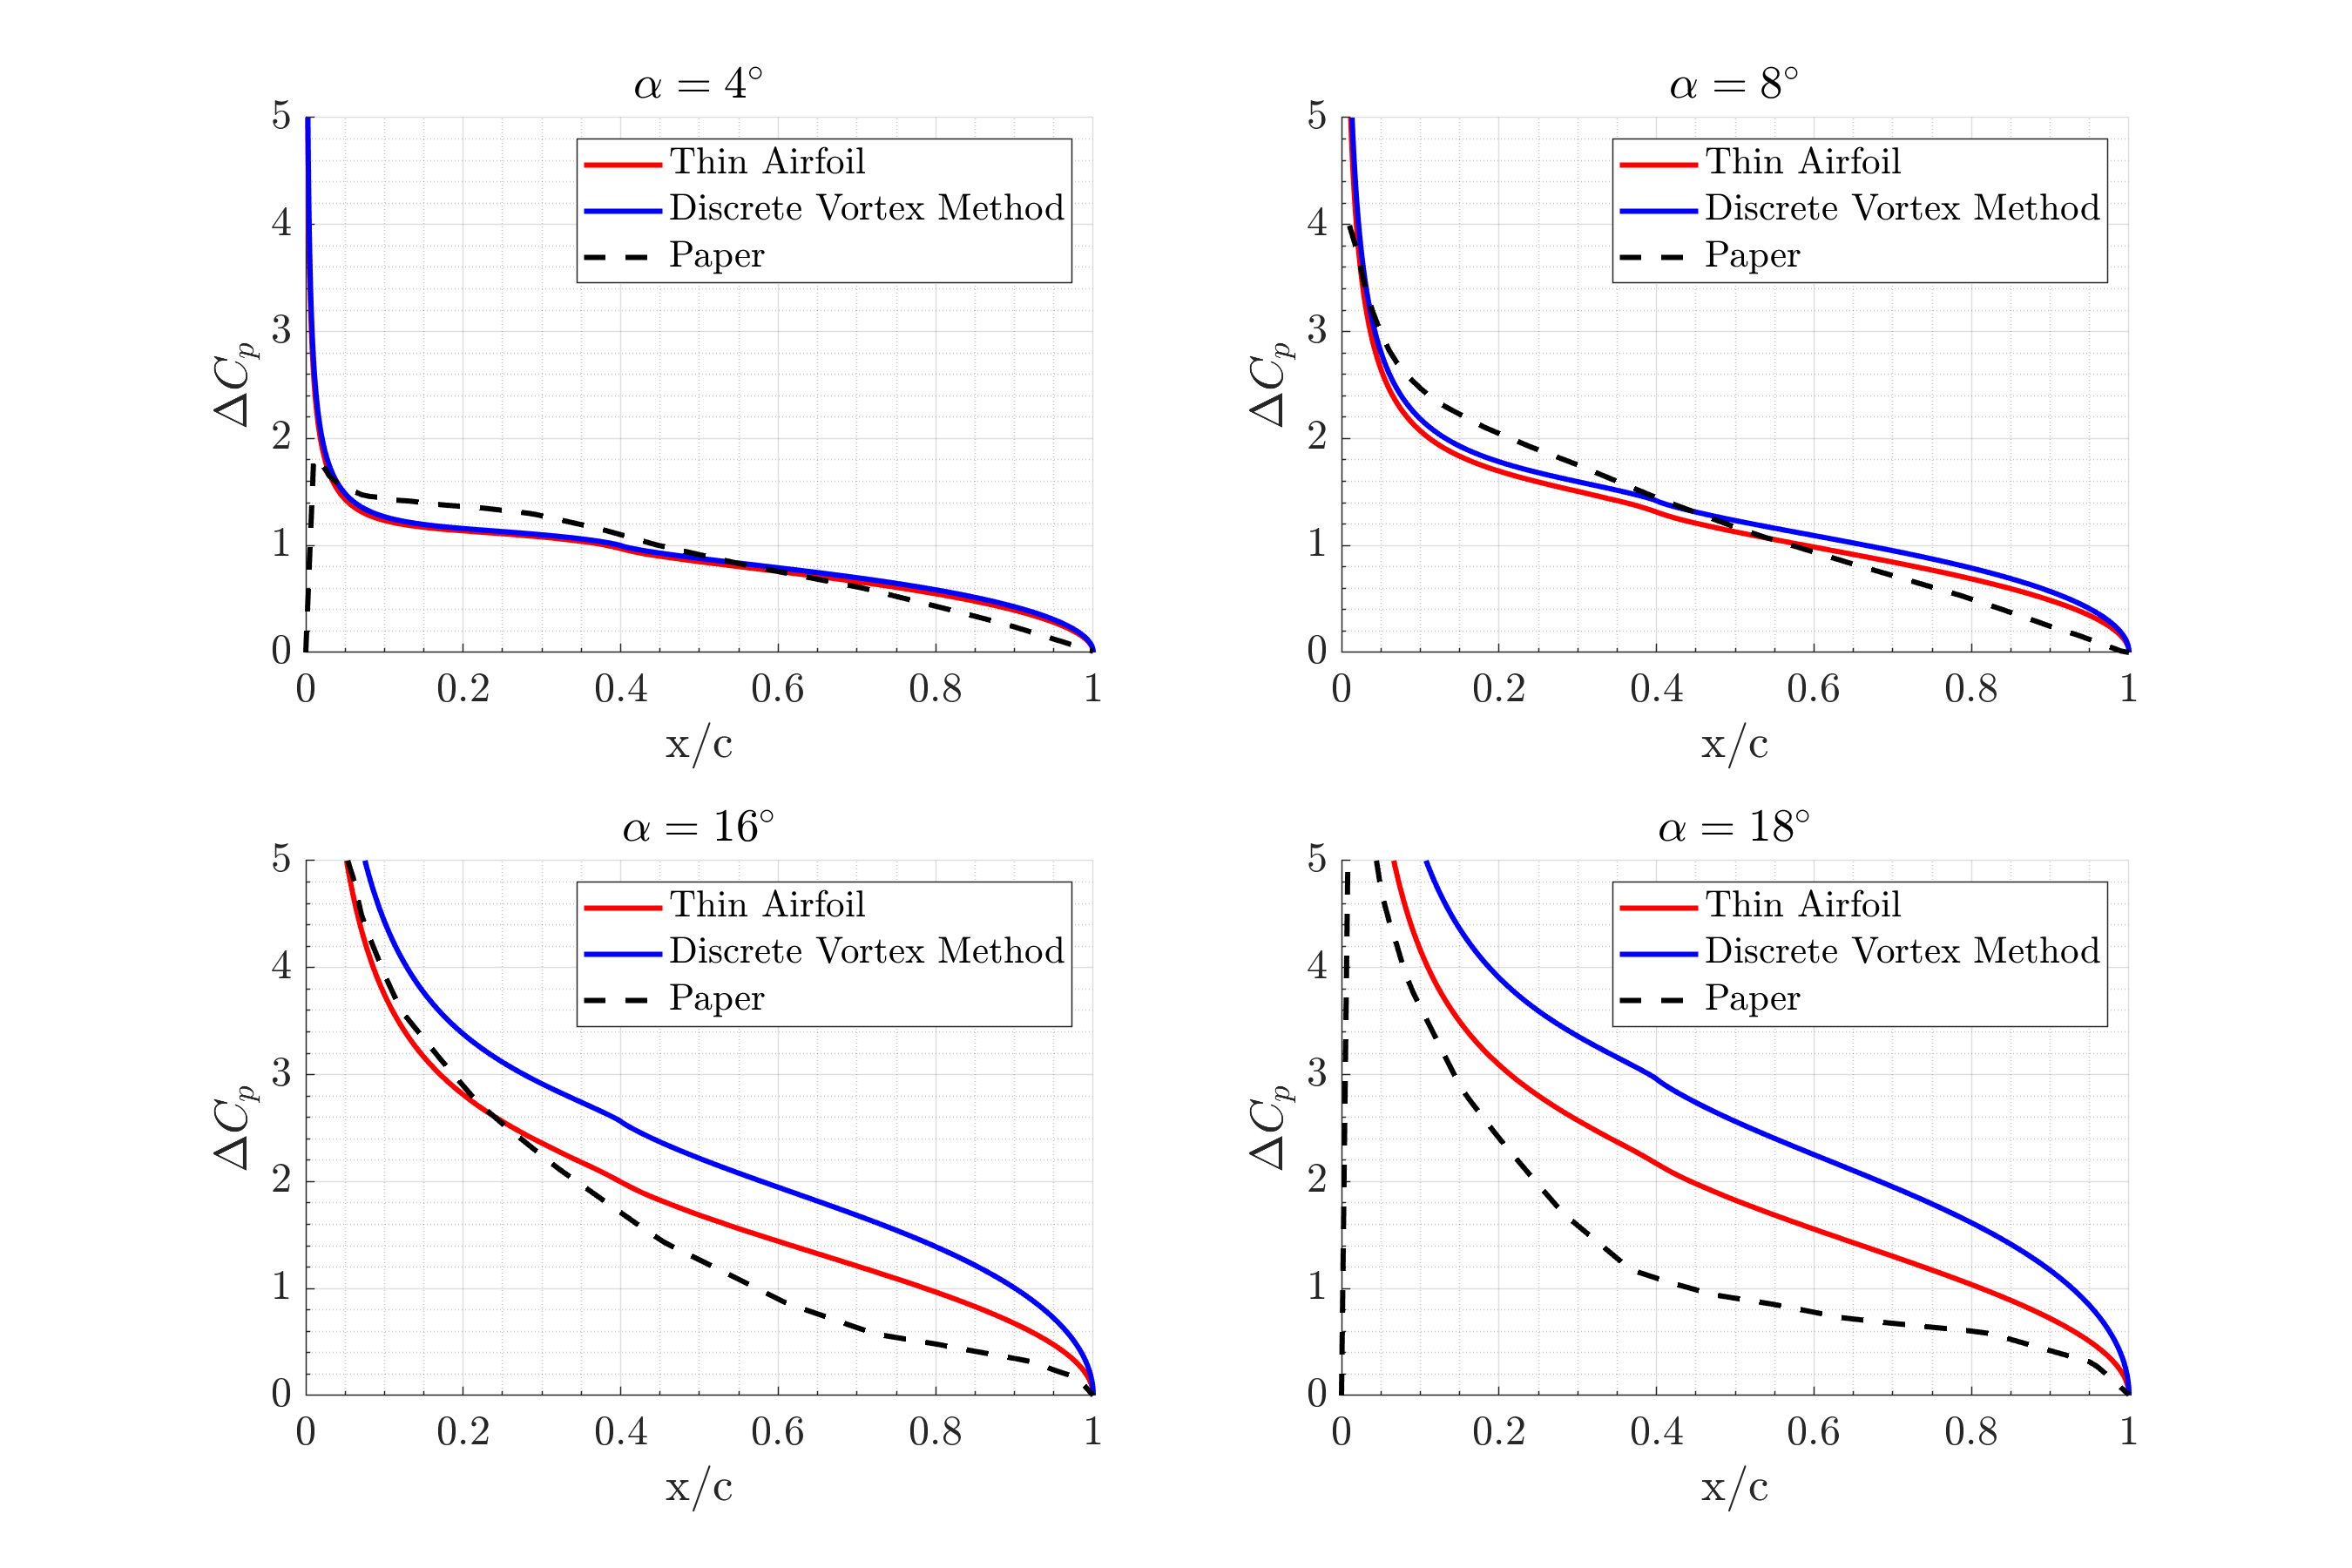 α = 4°
5
4
3
2
1
0
ΔC_p
Thin Airfoil
Discrete Vortex Method
Paper
0 0.2 0.4 0.6 0.8 1
x/c
α = 8°
5
4
3
2
1
0
ΔC_p
Thin Airfoil
Discrete Vortex Method
Paper
0 0.2 0.4 0.6 0.8 1
x/c
α = 16°
5
4
3
2
1
0
ΔC_p
Thin Airfoil
Discrete Vortex Method
Paper
0 0.2 0.4 0.6 0.8 1
x/c
α = 18°
5
4
3
2
1
0
ΔC_p
Thin Airfoil
Discrete Vortex Method
Paper
0 0.2 0.4 0.6 0.8 1
x/c